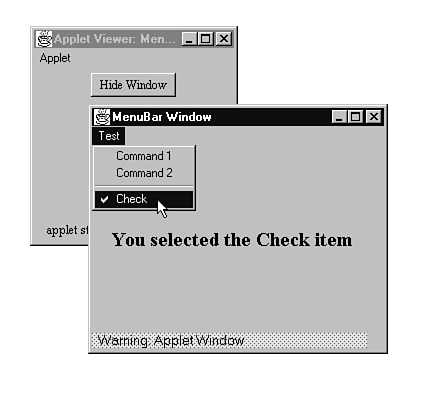 Applet Viewer: Men...
Applet
Hide Window
MenuBar Window
Test
Command 1
Command 2
Check
You selected the Check item
applet st
Warning: Applet Window